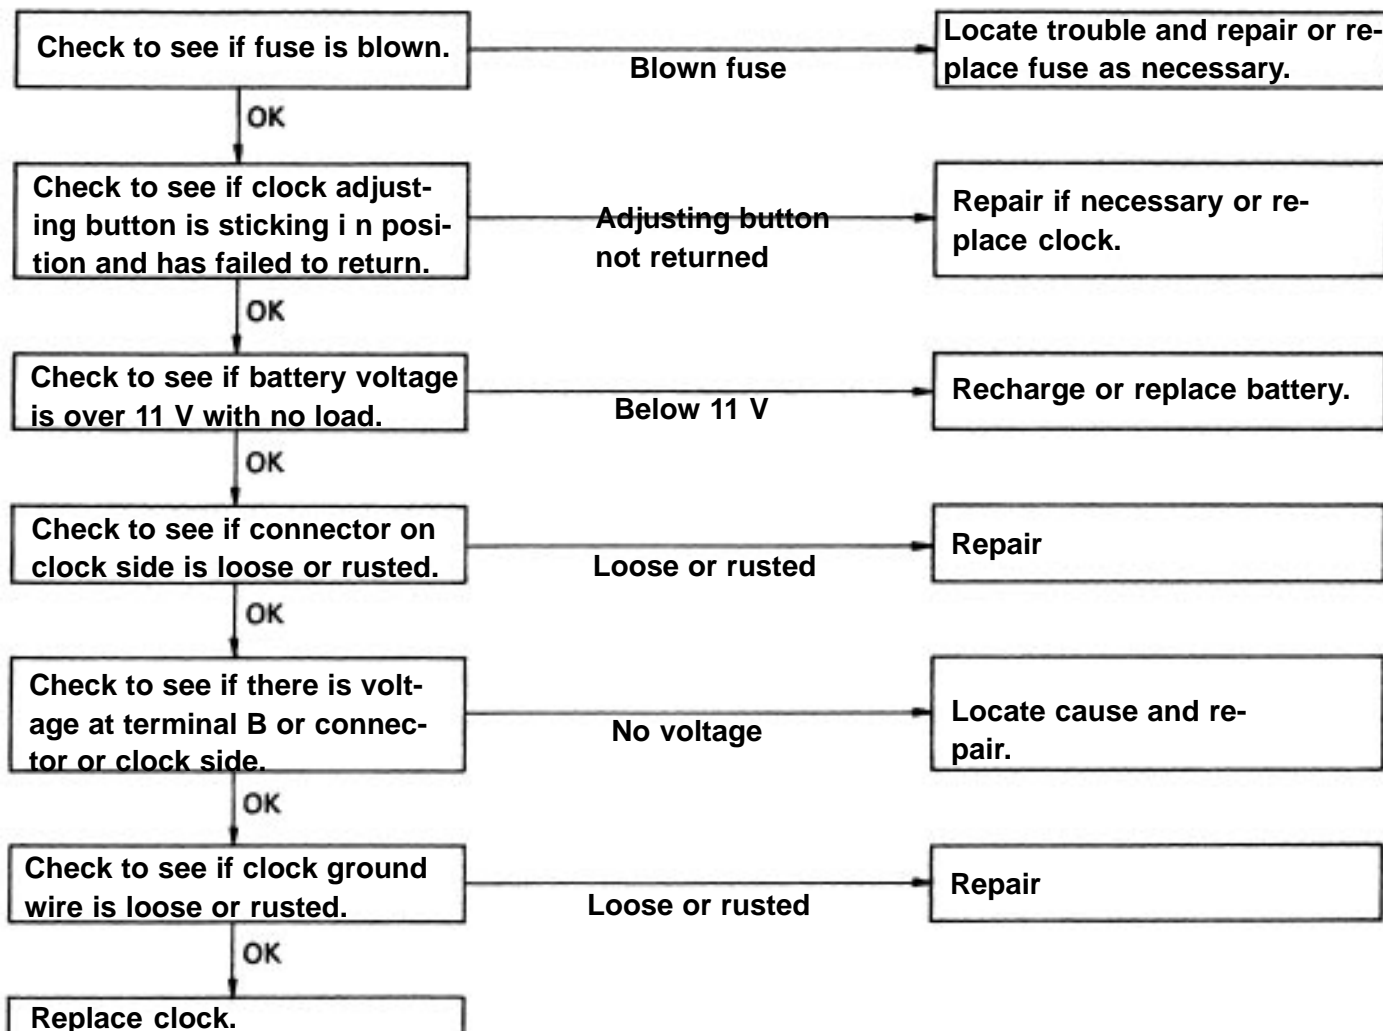 Check to see if fuse is blown.
Blown fuse
Locate trouble and repair or re-
place fuse as necessary.
OK
Check to see if clock adjust-
ing button is sticking i n posi-
tion and has failed to return.
Adjusting button
not returned
Repair if necessary or re-
place clock.
OK
Check to see if battery voltage
is over 11 V with no load.
Below 11 V
Recharge or replace battery.
OK
Check to see if connector on
clock side is loose or rusted.
Loose or rusted
Repair
OK
Check to see if there is volt-
age at terminal B or connec-
tor or clock side.
No voltage
Locate cause and re-
pair.
OK
Check to see if clock ground
wire is loose or rusted.
Loose or rusted
Repair
OK
Replace clock.